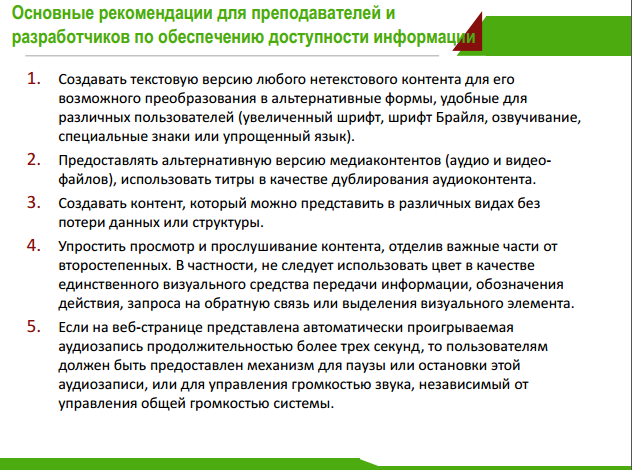 Основные рекомендации для преподавателей и
разработчиков по обеспечению доступности информации
1. Создавать текстовую версию любого нетекстового контента для его
возможного преобразования в альтернативные формы, удобные для
различных пользователей (увеличенный шрифт, шрифт Брайля, озвучивание,
специальные знаки или упрощенный язык).
2. Предоставлять альтернативную версию медиаконтентов (аудио и видео-
файлов), использовать титры в качестве дублирования аудиоконтента.
3. Создавать контент, который можно представить в различных видах без
потери данных или структуры.
4. Упростить просмотр и прослушивание контента, отделив важные части от
второстепенных. В частности, не следует использовать цвет в качестве
единственного визуального средства передачи информации, обозначения
действия, запроса на обратную связь или выделения визуального элемента.
5. Если на веб-странице представлена автоматически проигрываемая
аудиозапись продолжительностью более трех секунд, то пользователям
должен быть предоставлен механизм для паузы или остановки этой
аудиозаписи, или для управления громкостью звука, независимый от
управления общей громкостью системы.